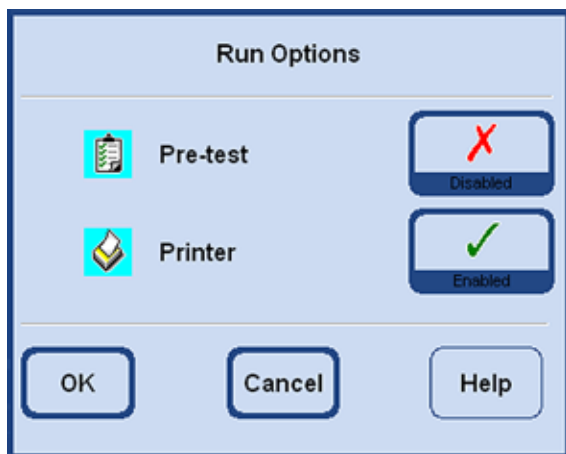 Run Options
Pre-test
Disabled
Printer
Enabled
OK
Cancel
Help